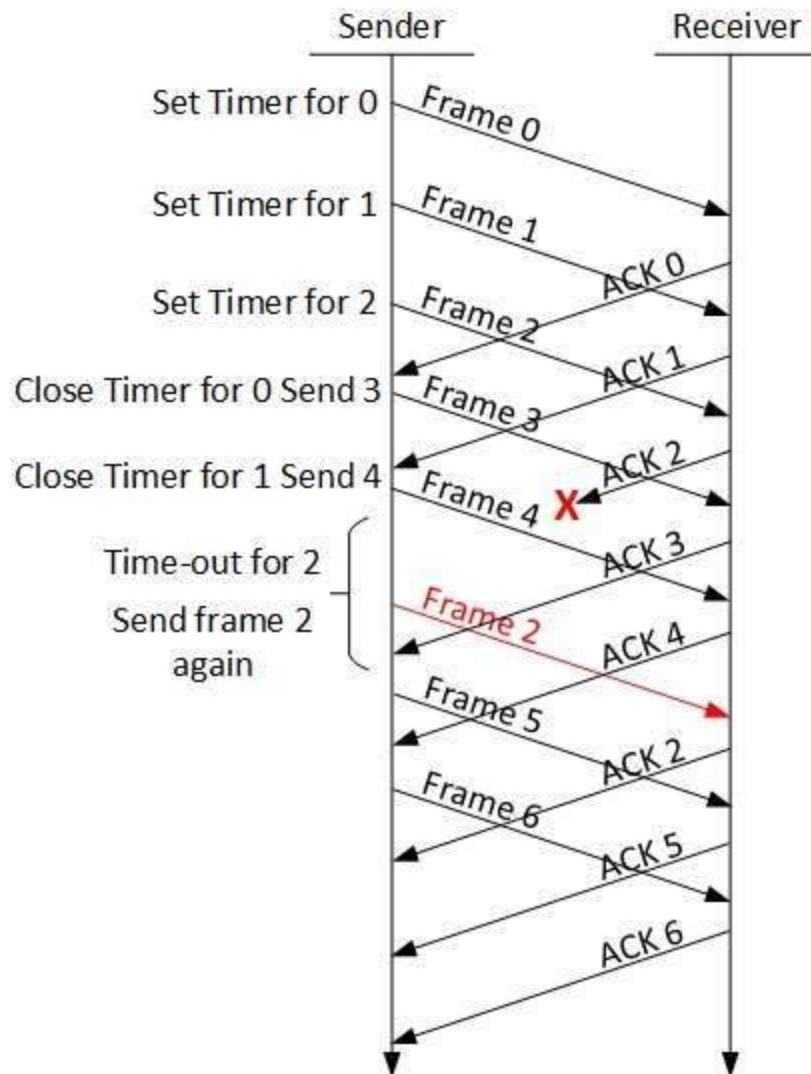 Sender
Receiver
Set Timer for 0
Frame 0
Set Timer for 1
Frame 1
ACK 0
Set Timer for 2
Frame 2
ACK 1
Close Timer for 0 Send 3
Frame 3
ACK 2
Close Timer for 1 Send 4
Frame 4
X
ACK 3
Time-out for 2
Send frame 2
again
Frame 2
ACK 4
Frame 5
ACK 2
Frame 6
ACK 5
ACK 6